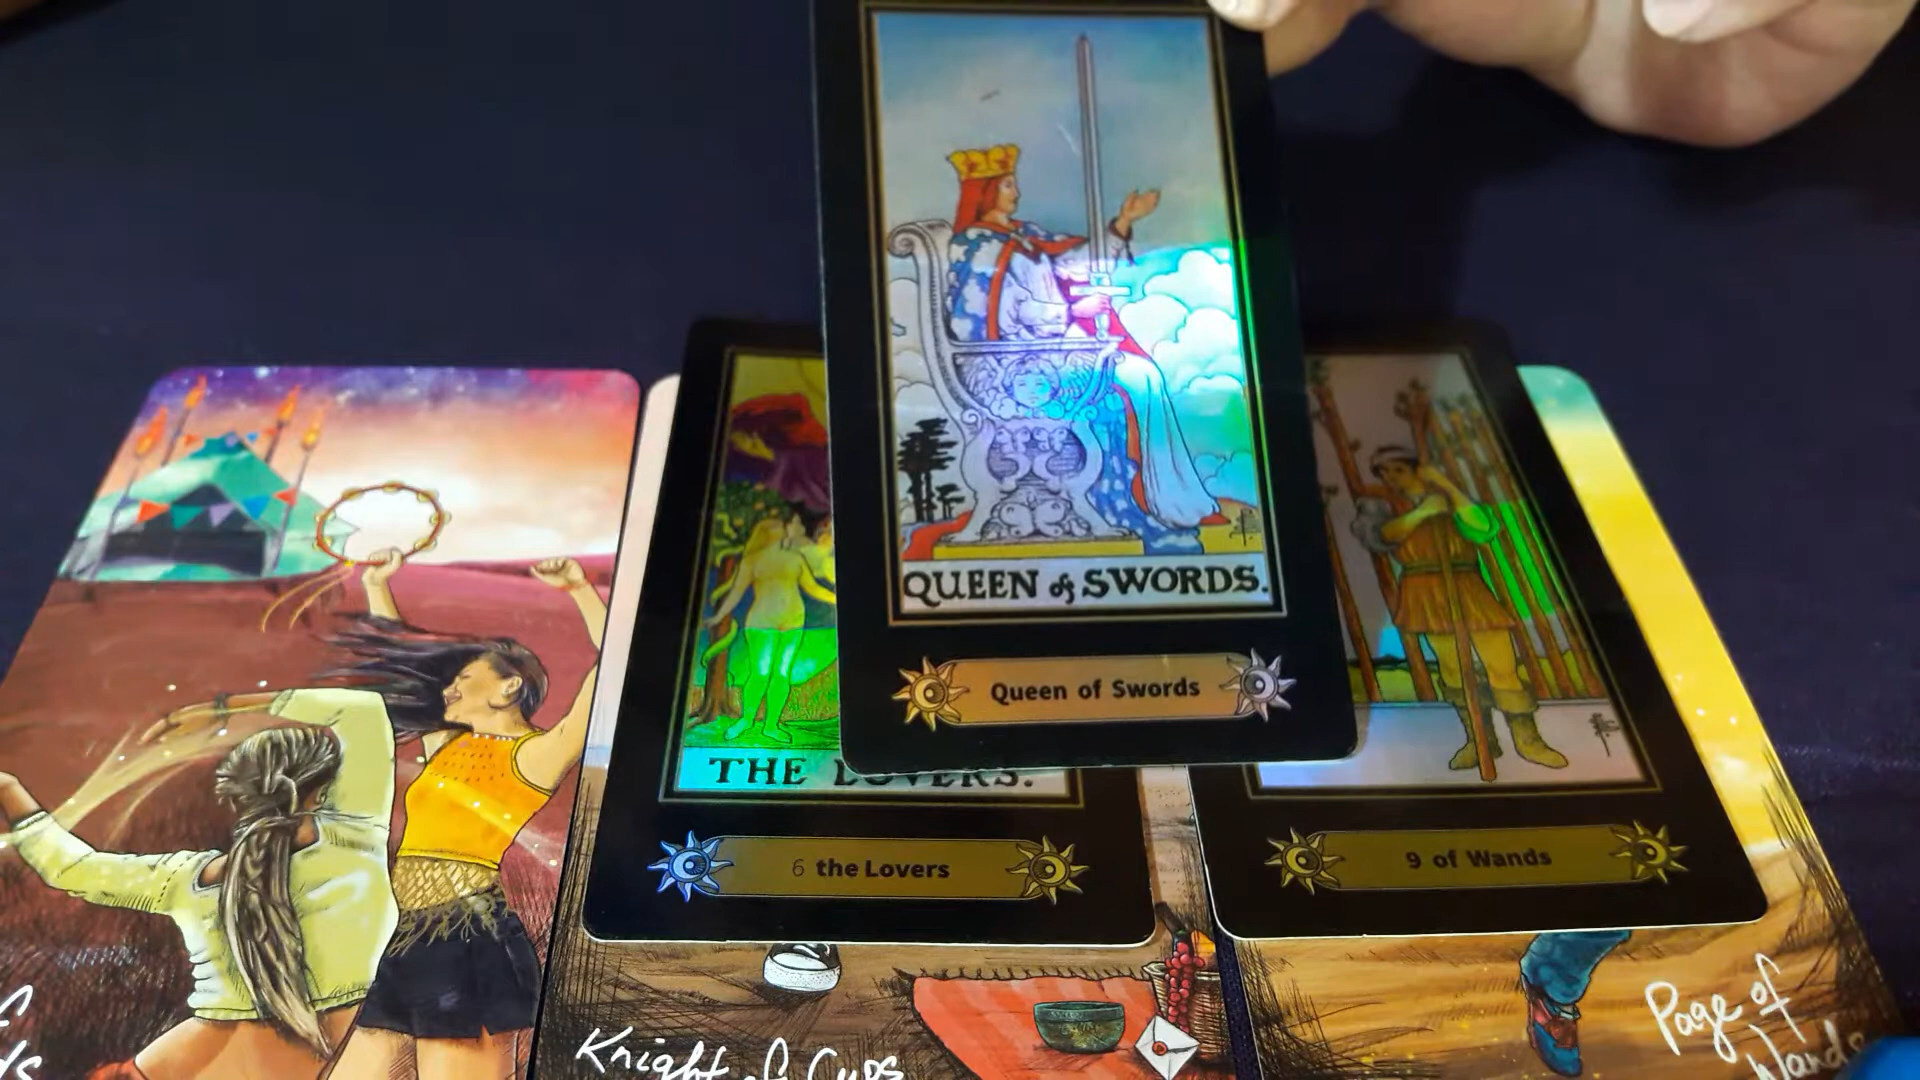 QUEEN of SWORDS.
Queen of Swords
THE LOVERS.
6 the Lovers
9 of Wands
Knight of Cups
Page of
Wands